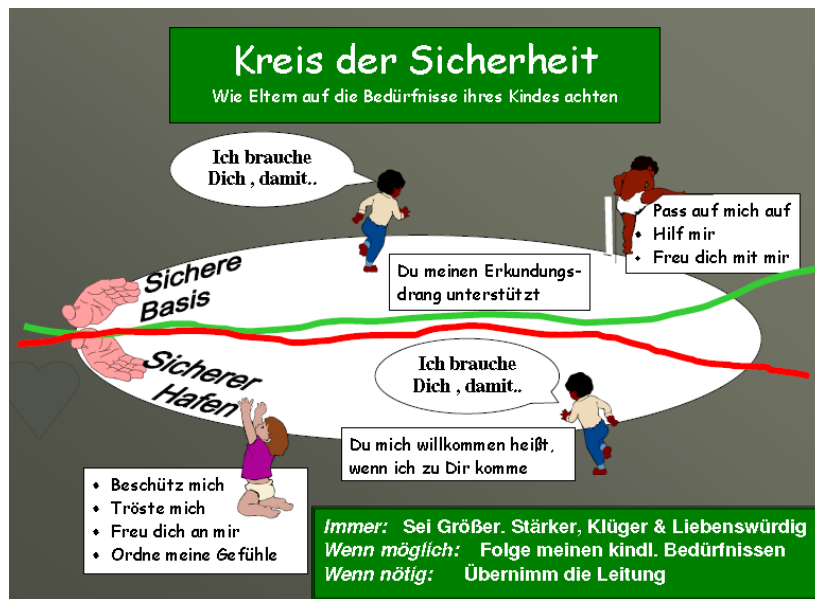 Kreis der Sicherheit
Wie Eltern auf die Bedürfnisse ihres Kindes achten
Ich brauche
Dich , damit..
Pass auf mich auf
Hilf mir
Freu dich mit mir
Sichere
Basis
Du meinen Erkundungs-
drang unterstützt
Sicherer
Hafen
Ich brauche
Dich , damit..
Du mich willkommen heißt,
wenn ich zu Dir komme
Beschütz mich
Tröste mich
Freu dich an mir
Ordne meine Gefühle
Immer: Sei Größer. Stärker, Klüger & Liebenswürdig
Wenn möglich: Folge meinen kindl. Bedürfnissen
Wenn nötig: Übernimm die Leitung